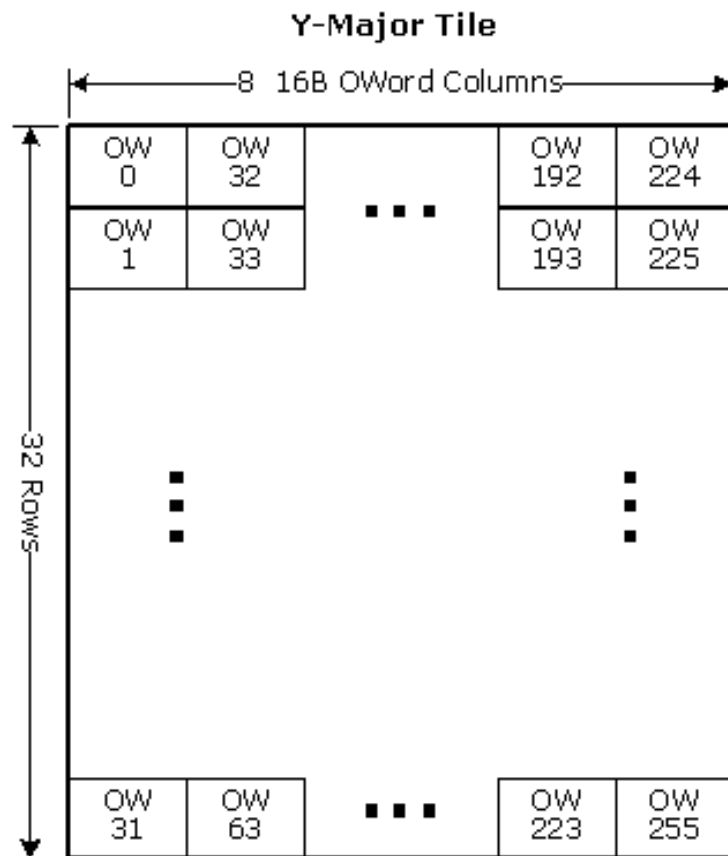 Y-Major Tile
8 16B OWord Columns
OW
0
OW
32
OW
192
OW
224
OW
1
OW
33
OW
193
OW
225
32 Rows
OW
31
OW
63
OW
223
OW
255